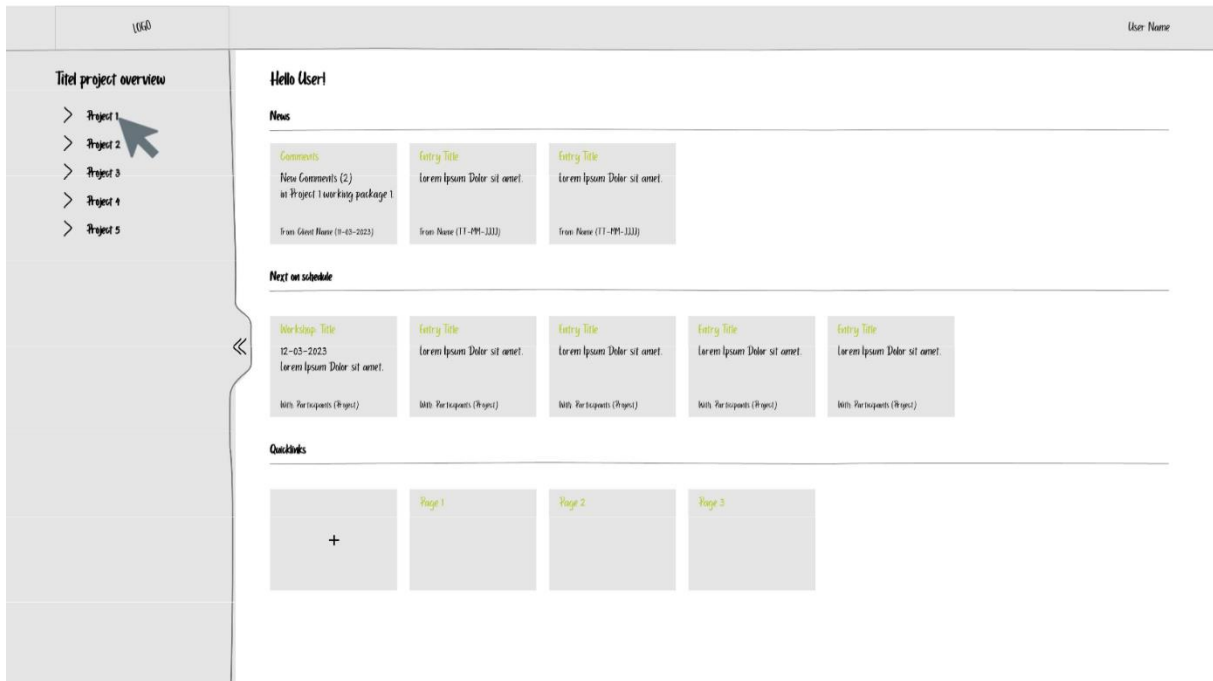 LOGO
User Name
Titel project overview
Project 1
Project 2
Project 3
Project 4
Project 5
Hello User!
News
Comments
New Comments (2)
in Project 1 working package 1
From Client Name (11-03-2023)
Entry Title
Lorem Ipsum Dolor sit amet.
From Name (TT-MM-JJJJ)
Entry Title
Lorem Ipsum Dolor sit amet.
From Name (TT-MM-JJJJ)
Next on schedule
Workshop Title
12-03-2023
Lorem Ipsum Dolor sit amet.
With Participants (Project)
Entry Title
Lorem Ipsum Dolor sit amet.
With Participants (Project)
Entry Title
Lorem Ipsum Dolor sit amet.
With Participants (Project)
Entry Title
Lorem Ipsum Dolor sit amet.
With Participants (Project)
Entry Title
Lorem Ipsum Dolor sit amet.
With Participants (Project)
Quicklinks
+
Page 1
Page 2
Page 3